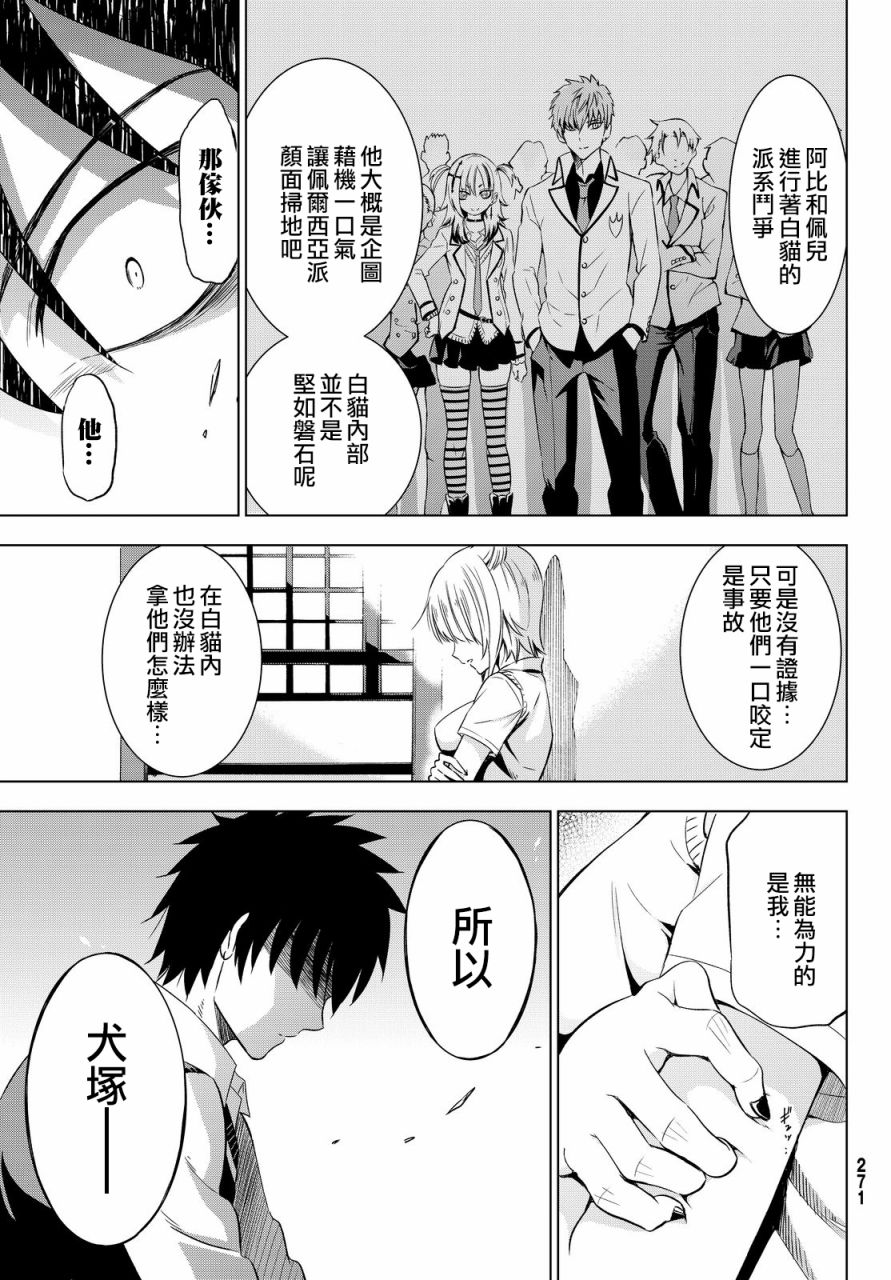 阿比和佩兒
進行著白貓的
派系鬥爭
他大概是企圖
藉機一口氣
讓佩爾西亞派
顏面掃地吧
白貓內部
並不是
堅如磐石呢
那傢伙…
他…
可是沒有證據…
只要他們一口咬定
是事故
在白貓內
也沒辦法
拿他們怎麼樣…
無能為力的
是我…
ギュッ…
所以
犬塚——
271